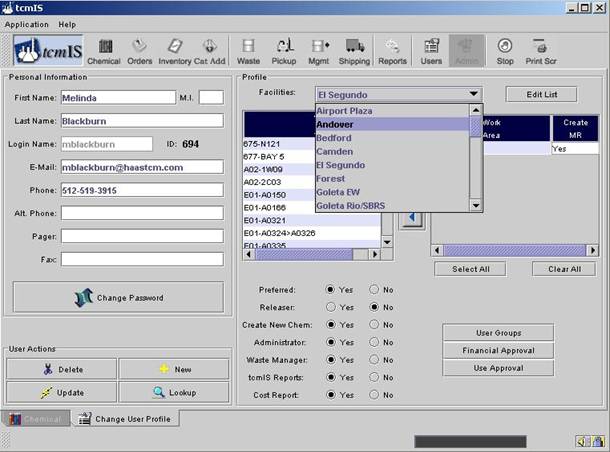 tcmIS
Application Help
tcmIS Chemical Orders Inventory Cat Add Waste Pickup Mgmt Shipping Reports Users Admin Stop Print Scr
Personal Information
First Name: Melinda M.I.
Last Name: Blackburn
Login Name: mblackburn ID: 694
E-Mail: mblackburn@haastcm.com
Phone: 512-519-3915
Alt. Phone:
Pager:
Fax:
Change Password
User Actions
Delete New
Update Lookup
Profile
Facilities: El Segundo Edit List
Airport Plaza
Andover
Bedford
Camden
El Segundo
Forest
Goleta EW
Goleta Rio/SBRS
675-N121
677-BAY 5
A02-1W09
A02-2C03
E01-A0150
E01-A0166
E01-A0321
E01-A0324>A0326
E01-A0335
Work Area Create MR
Yes
Select All Clear All
Preferred: Yes No
Releaser: Yes No
Create New Chem: Yes No
Administrator: Yes No
Waste Manager: Yes No
tcmIS Reports: Yes No
Cost Report: Yes No
User Groups
Financial Approval
Use Approval
Chemical Change User Profile